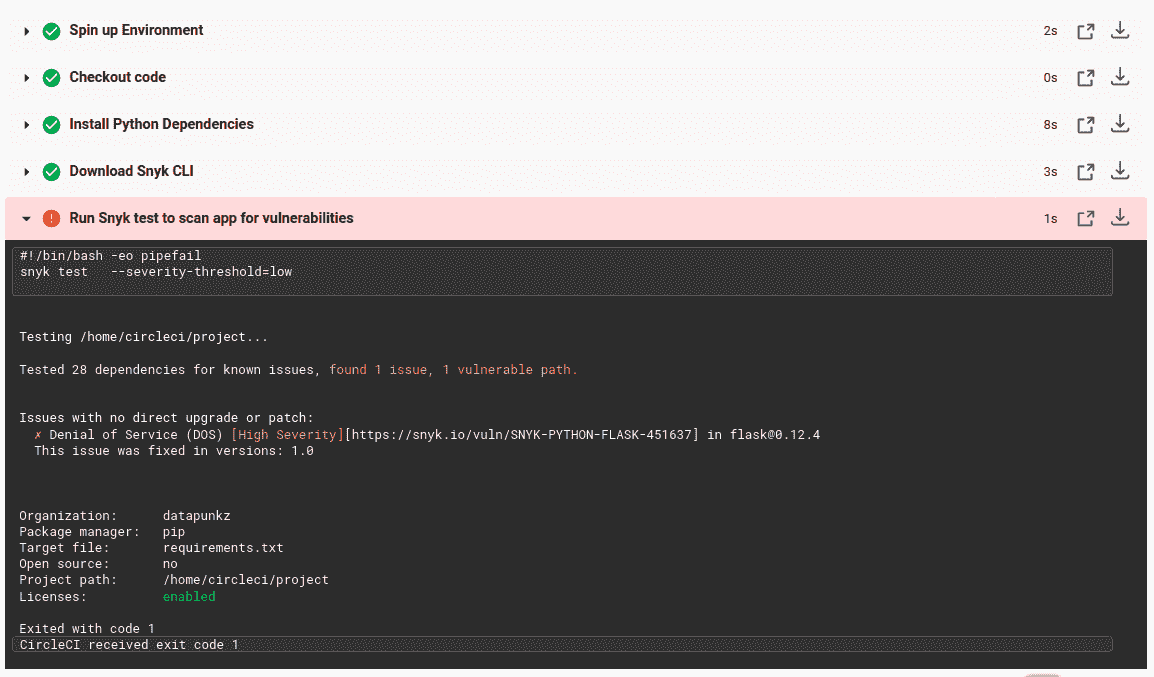 Spin up Environment 2s
Checkout code 0s
Install Python Dependencies 8s
Download Snyk CLI 3s
Run Snyk test to scan app for vulnerabilities 1s
#!/bin/bash -eo pipefail
snyk test   --severity-threshold=low
Testing /home/circleci/project...
Tested 28 dependencies for known issues, found 1 issue, 1 vulnerable path.
Issues with no direct upgrade or patch:
✗ Denial of Service (DOS) [High Severity][https://snyk.io/vuln/SNYK-PYTHON-FLASK-451637] in flask@0.12.4
This issue was fixed in versions: 1.0
Organization:      datapunkz
Package manager:   pip
Target file:       requirements.txt
Open source:       no
Project path:      /home/circleci/project
Licenses:          enabled
Exited with code 1
CircleCI received exit code 1